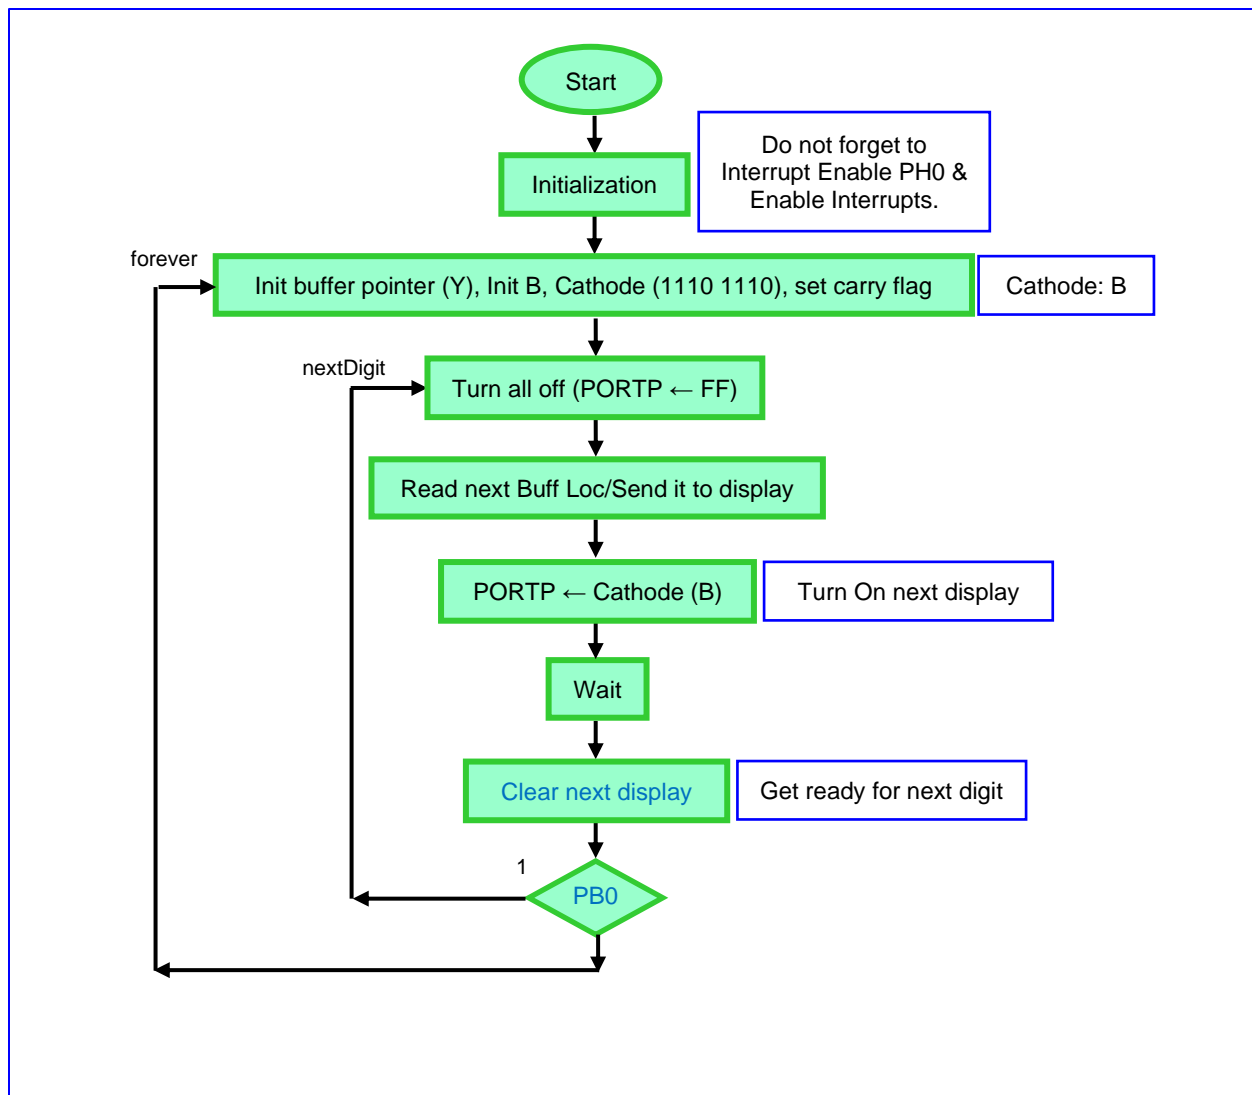 Start
Do not forget to
Interrupt Enable PH0 &
Enable Interrupts.
Initialization
forever
Init buffer pointer (Y), Init B, Cathode (1110 1110), set carry flag
Cathode: B
nextDigit
Turn all off (PORTP ← FF)
Read next Buff Loc/Send it to display
PORTP ← Cathode (B)
Turn On next display
Wait
Clear next display
Get ready for next digit
1
PB0